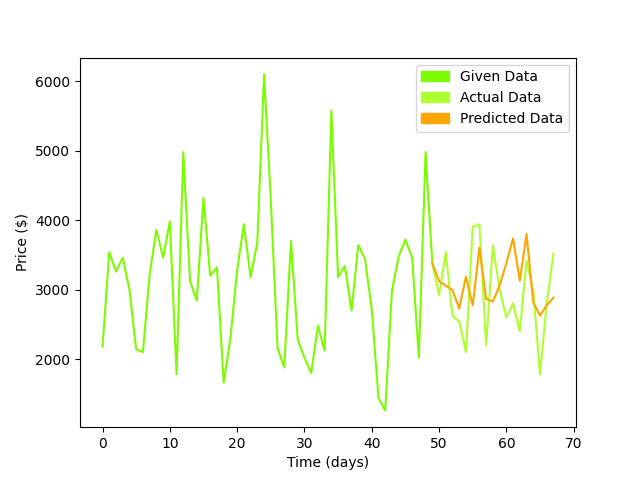 Given Data
Actual Data
Predicted Data
6000
5000
4000
3000
2000
Price ($)
0 10 20 30 40 50 60 70
Time (days)